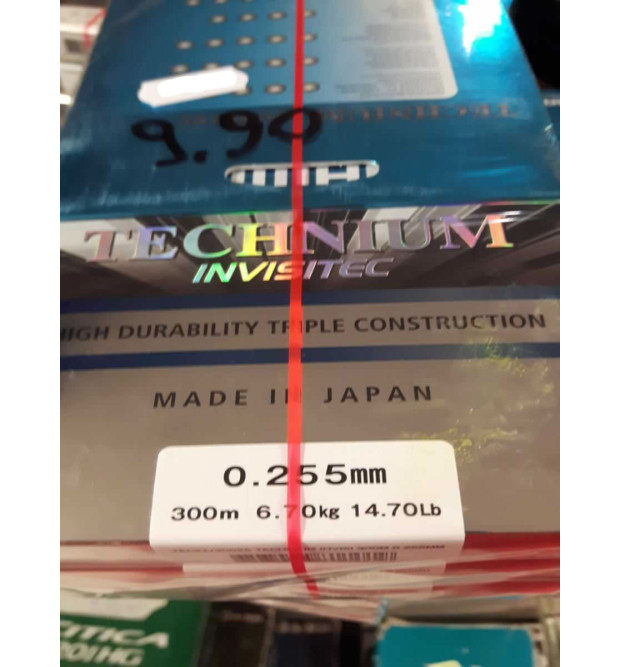 9.90
TECHNIUM
INVISITEC
HIGH DURABILITY TRIPLE CONSTRUCTION
MADE IN JAPAN
0.255mm
300m 6.70kg 14.70Lb